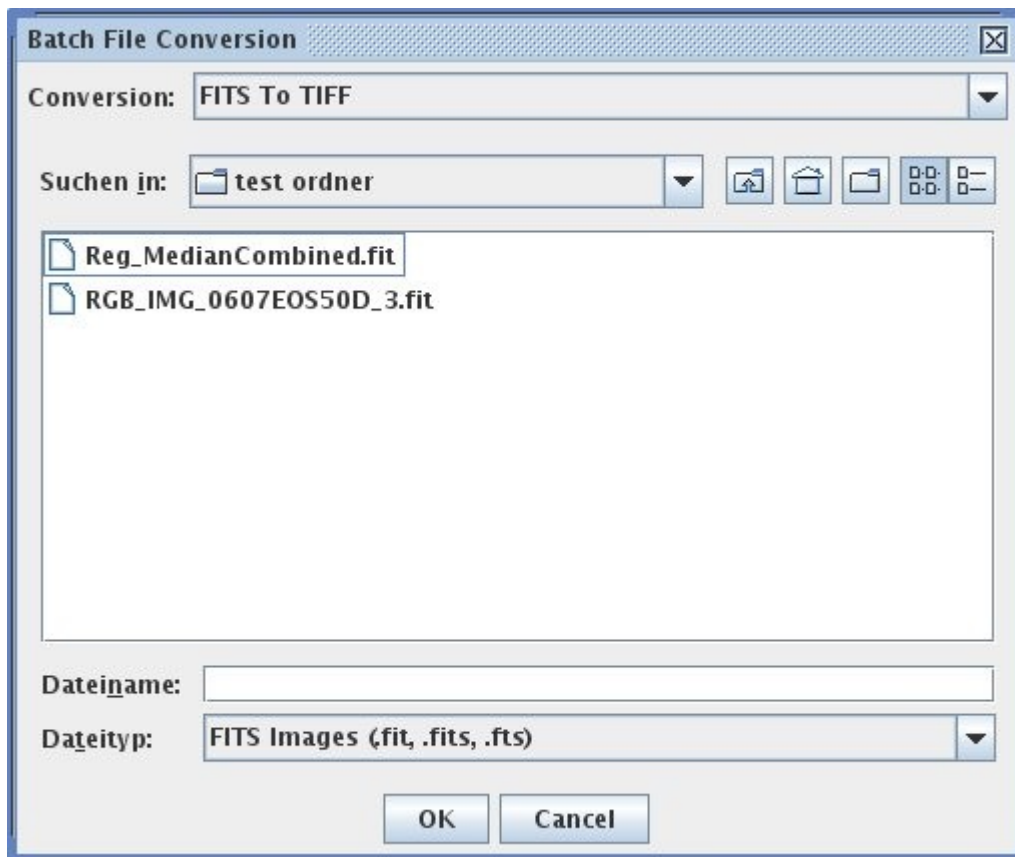 Batch File Conversion
Conversion: FITS To TIFF
Suchen in: test ordner
Reg_MedianCombined.fit
RGB_IMG_0607EOS50D_3.fit
Dateiname:
Dateityp: FITS Images (.fit, .fits, .fts)
OK Cancel